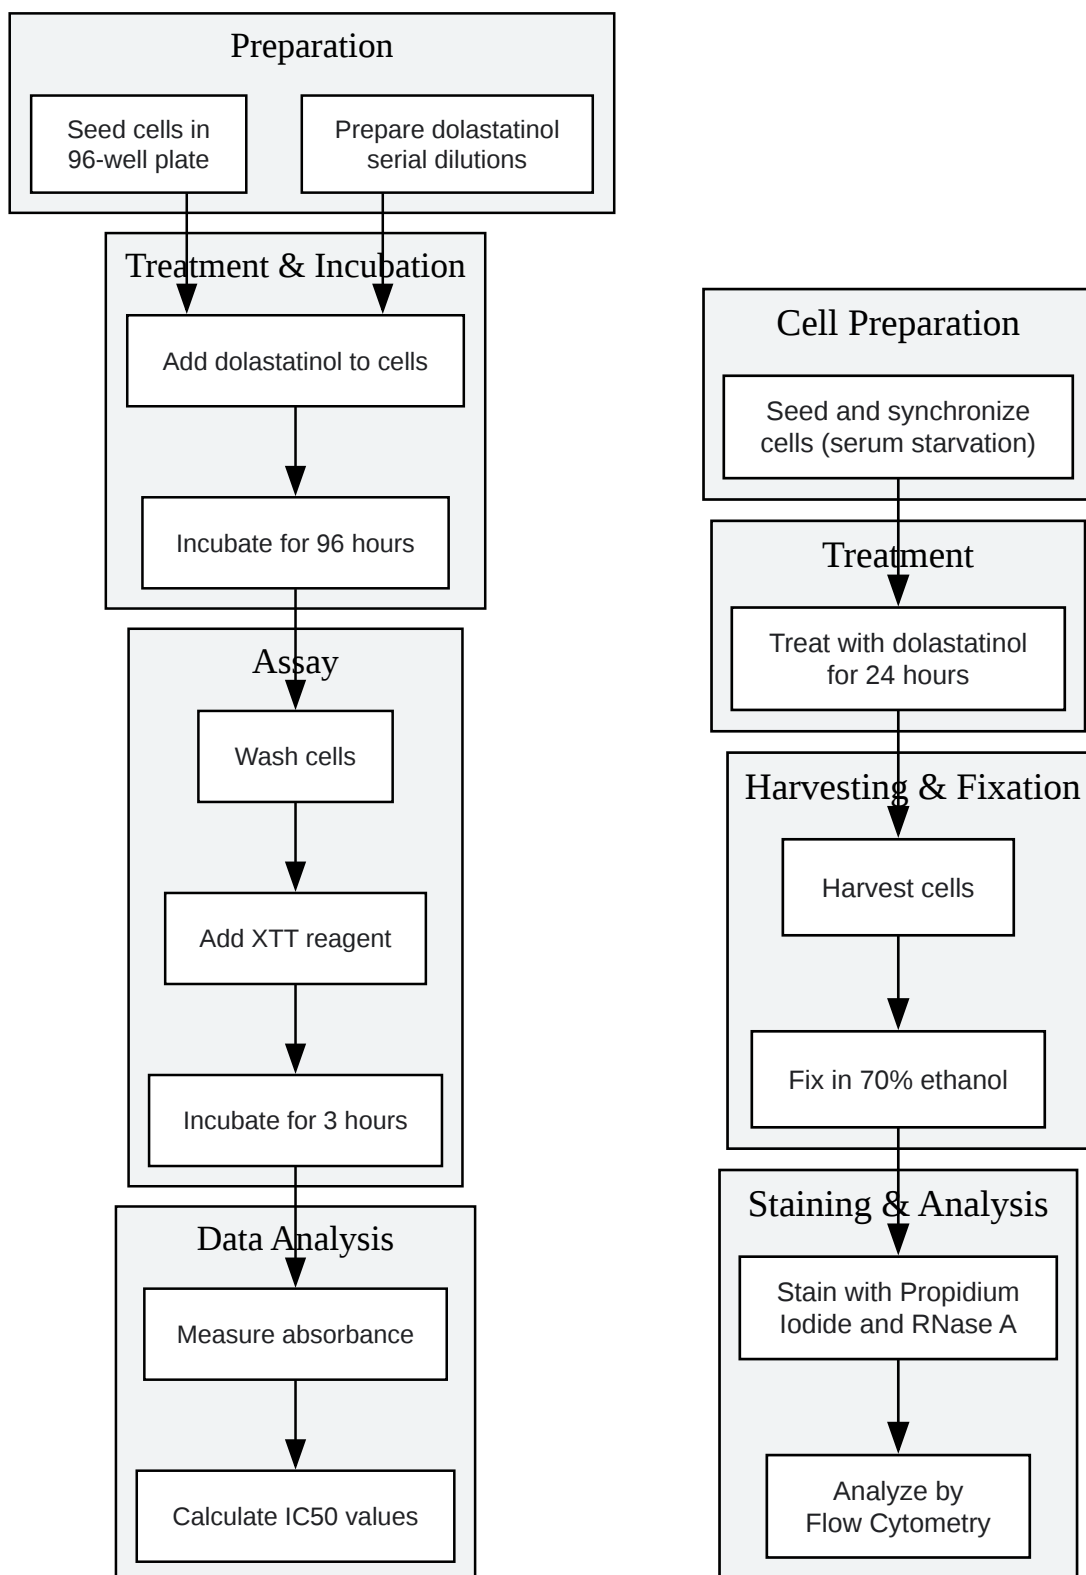 Preparation
Seed cells in
96-well plate
Prepare dolastatinol
serial dilutions
Treatment & Incubation
Add dolastatinol to cells
Incubate for 96 hours
Assay
Wash cells
Add XTT reagent
Incubate for 3 hours
Data Analysis
Measure absorbance
Calculate IC50 values
Cell Preparation
Seed and synchronize
cells (serum starvation)
Treatment
Treat with dolastatinol
for 24 hours
Harvesting & Fixation
Harvest cells
Fix in 70% ethanol
Staining & Analysis
Stain with Propidium
Iodide and RNase A
Analyze by
Flow Cytometry